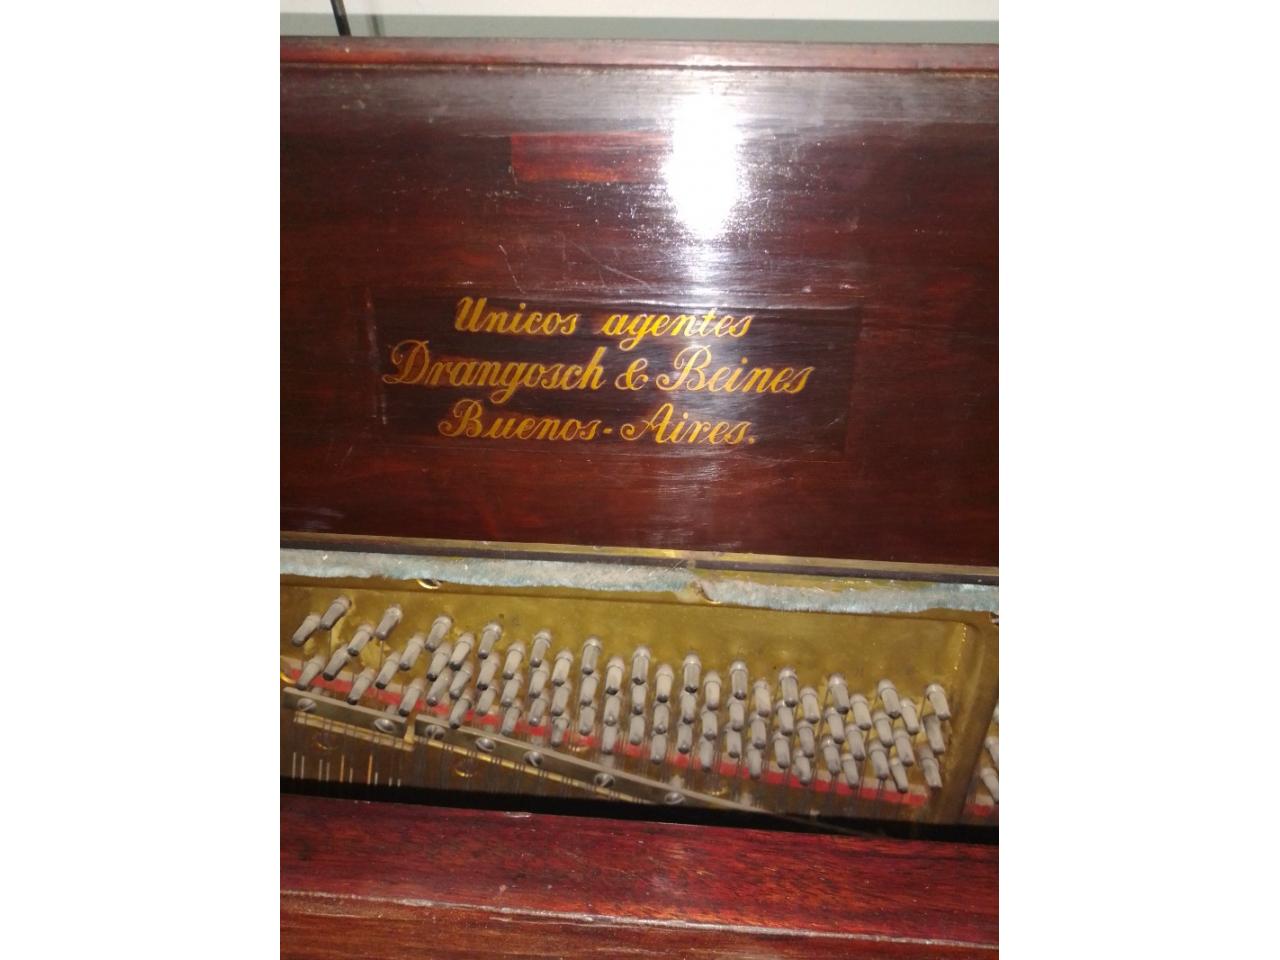 Unicos agentes
Drangosch & Beines
Buenos-Aires.